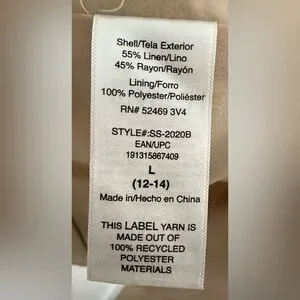 Shell/Tela Exterior
55% Linen/Lino
45% Rayon/Rayón
Lining/Forro
100% Polyester/Poliéster
RN# 52469 3V4
STYLE#:SS-2020B
EAN/UPC
191315867409
L
(12-14)
Made in/Hecho en China
THIS LABEL YARN IS
MADE OUT OF
100% RECYCLED
POLYESTER
MATERIALS